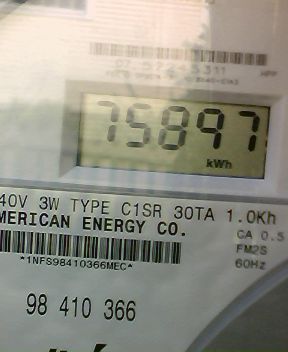 75897
kWh
40V 3W TYPE C1SR 30TA 1.0Kh
MERICAN ENERGY CO.
CA 0.5
FM2S
*1NFS98410366MEC*
60Hz
98 410 366